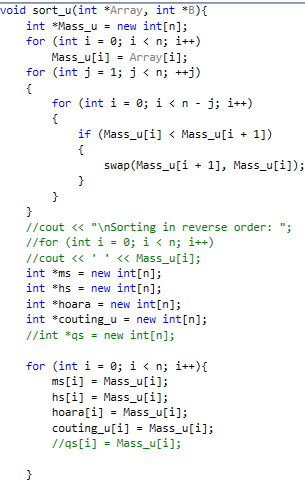 void sort_u(int *Array, int *B){
    int *Mass_u = new int[n];
    for (int i = 0; i < n; i++)
        Mass_u[i] = Array[i];
    for (int j = 1; j < n; ++j)
    {
        for (int i = 0; i < n - j; i++)
        {
            if (Mass_u[i] < Mass_u[i + 1])
            {
                swap(Mass_u[i + 1], Mass_u[i]);
            }
        }
    }
    //cout << "\nSorting in reverse order: ";
    //for (int i = 0; i < n; i++)
    //cout << ' ' << Mass_u[i];
    int *ms = new int[n];
    int *hs = new int[n];
    int *hoara = new int[n];
    int *couting_u = new int[n];
    //int *qs = new int[n];

    for (int i = 0; i < n; i++){
        ms[i] = Mass_u[i];
        hs[i] = Mass_u[i];
        hoara[i] = Mass_u[i];
        couting_u[i] = Mass_u[i];
        //qs[i] = Mass_u[i];

    }